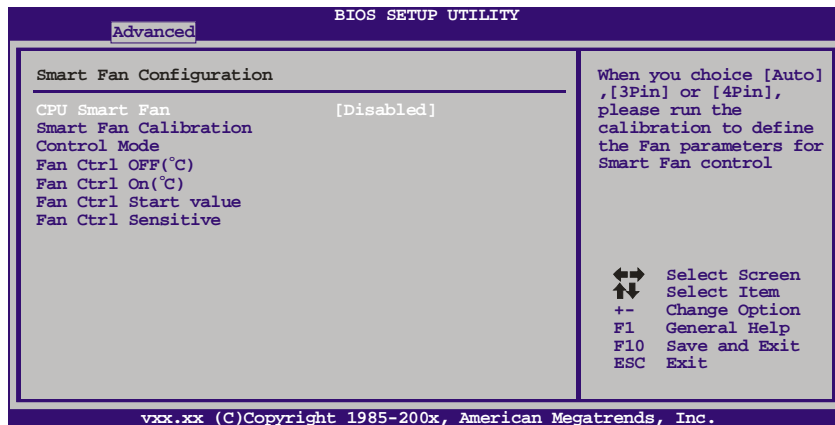 BIOS SETUP UTILITY
Advanced
Smart Fan Configuration
CPU Smart Fan [Disabled]
Smart Fan Calibration
Control Mode
Fan Ctrl OFF(°C)
Fan Ctrl On(°C)
Fan Ctrl Start value
Fan Ctrl Sensitive
When you choice [Auto]
,[3Pin] or [4Pin],
please run the
calibration to define
the Fan parameters for
Smart Fan control
Select Screen
Select Item
+- Change Option
F1 General Help
F10 Save and Exit
ESC Exit
vxx.xx (C)Copyright 1985-200x, American Megatrends, Inc.